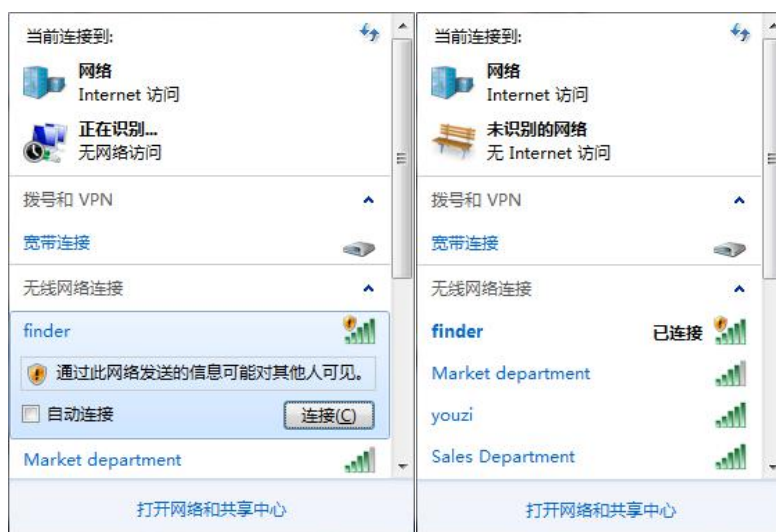 当前连接到:
网络
Internet 访问
正在识别...
无网络访问
拨号和 VPN
宽带连接
无线网络连接
finder
通过此网络发送的信息可能对其他人可见。
自动连接
连接(C)
Market department
打开网络和共享中心
当前连接到:
网络
Internet 访问
未识别的网络
无 Internet 访问
拨号和 VPN
宽带连接
无线网络连接
finder 已连接
Market department
youzi
Sales Department
打开网络和共享中心